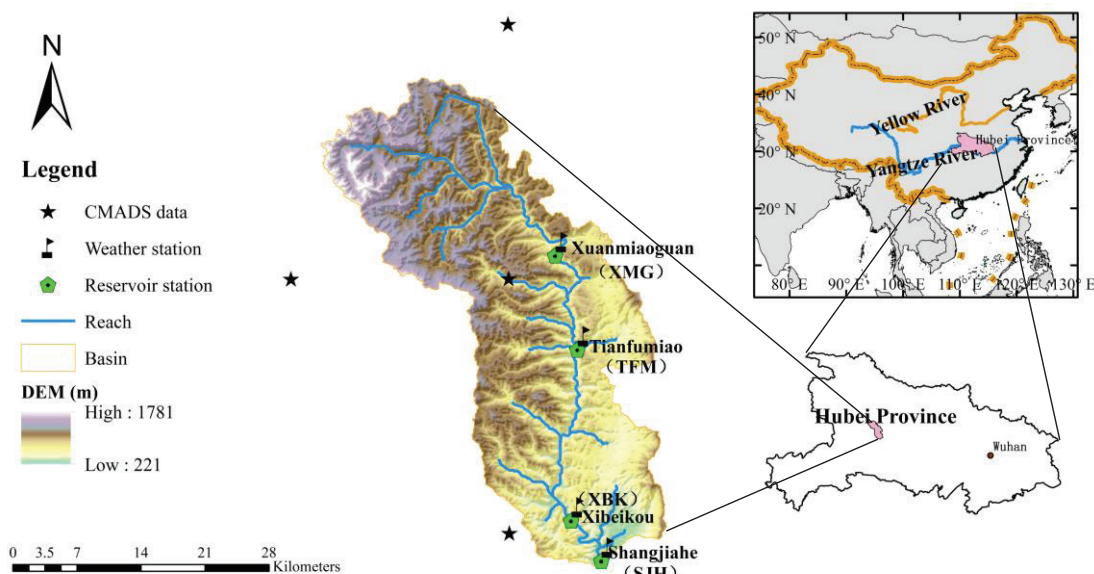 N
Legend
CMADS data
Weather station
Reservoir station
Reach
Basin
DEM (m)
High : 1781
Low : 221
0 3.5 7 14 21 28
Kilometers
Xuanmiaoguan
(XMG)
Tianfumiao
(TFM)
(XBK)
Xibeikou
Shangjiahe
(SJH)
50° N
40° N
30° N
20° N
Yellow River
Hubei Province
Yangtze River
80° E 90° E 100° E 110° E 120° E 130° E
Hubei Province
Wuhan